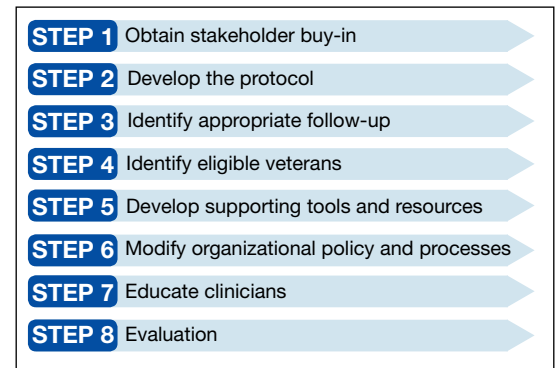 STEP 1 Obtain stakeholder buy-in
STEP 2 Develop the protocol
STEP 3 Identify appropriate follow-up
STEP 4 Identify eligible veterans
STEP 5 Develop supporting tools and resources
STEP 6 Modify organizational policy and processes
STEP 7 Educate clinicians
STEP 8 Evaluation